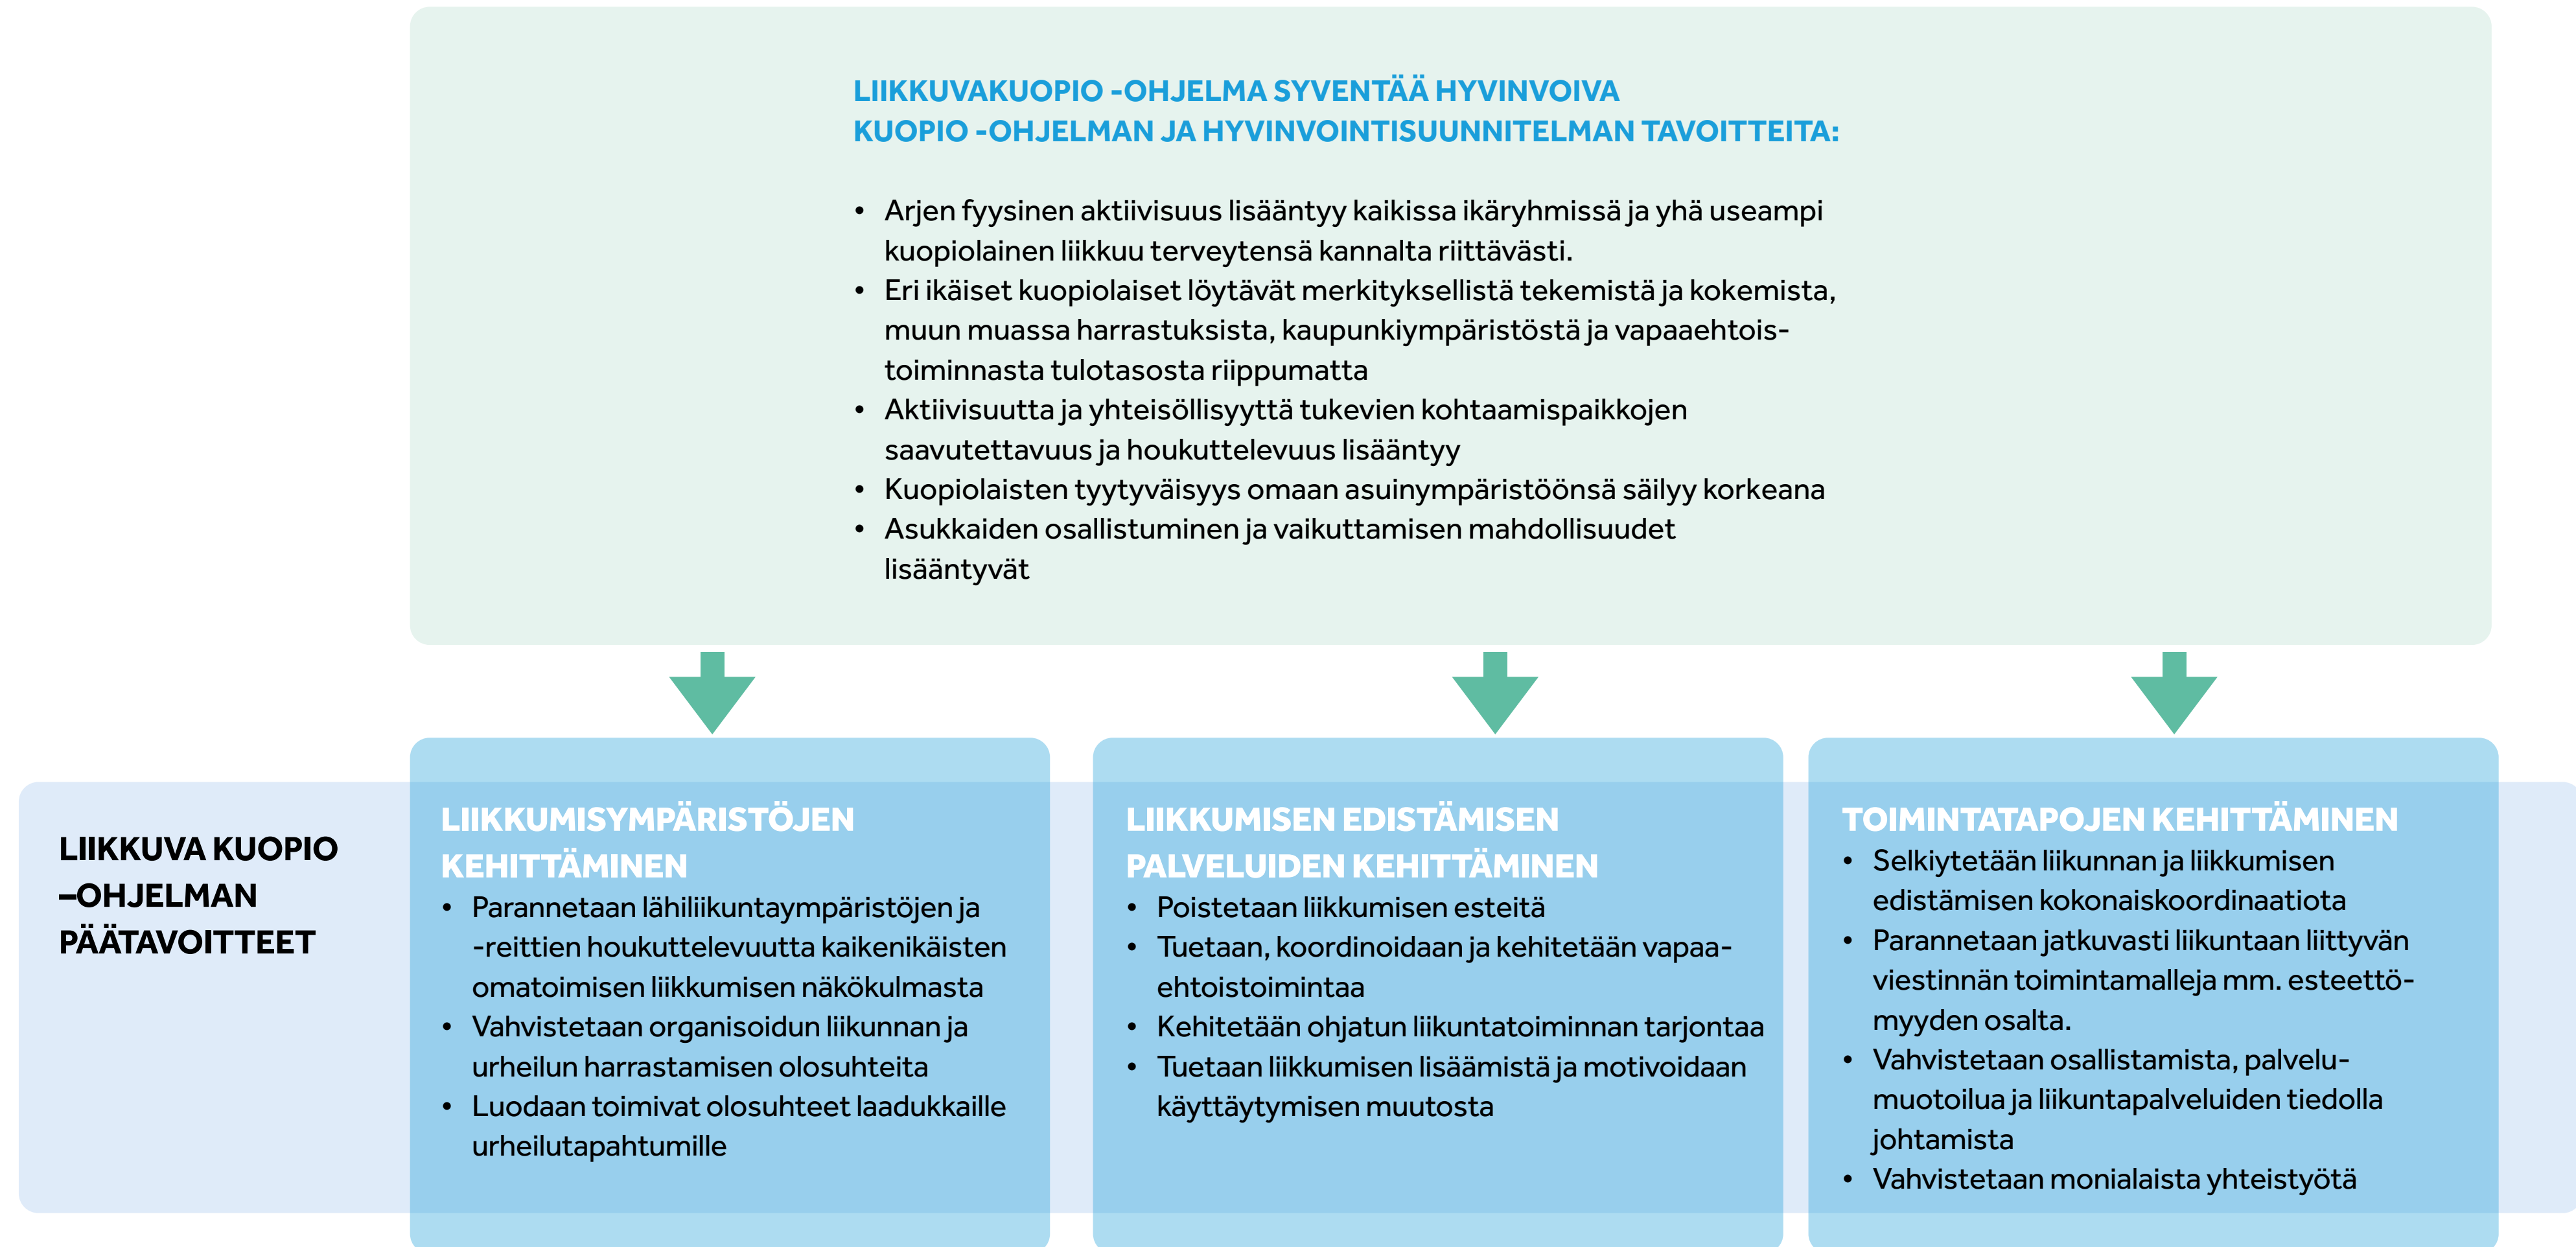 LIIKKUVAKUOPIO -OHJELMA SYVENTÄÄ HYVINVOIVA
KUOPIO -OHJELMAN JA HYVINVOINTISUUNNITELMAN TAVOITTEITA:
• Arjen fyysinen aktiivisuus lisääntyy kaikissa ikäryhmissä ja yhä useampi
kuopiolainen liikkuu terveytensä kannalta riittävästi.
• Eri ikäiset kuopiolaiset löytävät merkityksellistä tekemistä ja kokemista,
muun muassa harrastuksista, kaupunkiympäristöstä ja vapaaehtois-
toiminnasta tulotasosta riippumatta
• Aktiivisuutta ja yhteisöllisyyttä tukevien kohtaamispaikkojen
saavutettavuus ja houkuttelevuus lisääntyy
• Kuopiolaisten tyytyväisyys omaan asuinympäristöönsä säilyy korkeana
• Asukkaiden osallistuminen ja vaikuttamisen mahdollisuudet
lisääntyvät
LIIKKUVA KUOPIO
–OHJELMAN
PÄÄTAVOITTEET
LIIKKUMISYMPÄRISTÖJEN
KEHITTÄMINEN
• Parannetaan lähiliikuntaympäristöjen ja
-reittien houkuttelevuutta kaikenikäisten
omatoimisen liikkumisen näkökulmasta
• Vahvistetaan organisoidun liikunnan ja
urheilun harrastamisen olosuhteita
• Luodaan toimivat olosuhteet laadukkaille
urheilutapahtumille
LIIKKUMISEN EDISTÄMISEN
PALVELUIDEN KEHITTÄMINEN
• Poistetaan liikkumisen esteitä
• Tuetaan, koordinoidaan ja kehitetään vapaa-
ehtoistoimintaa
• Kehitetään ohjatun liikuntatoiminnan tarjontaa
• Tuetaan liikkumisen lisäämistä ja motivoidaan
käyttäytymisen muutosta
TOIMINTATAPOJEN KEHITTÄMINEN
• Selkiytetään liikunnan ja liikkumisen
edistämisen kokonaiskoordinaatiota
• Parannetaan jatkuvasti liikuntaan liittyvän
viestinnän toimintamalleja mm. esteettö-
myyden osalta.
• Vahvistetaan osallistamista, palvelu-
muotoilua ja liikuntapalveluiden tiedolla
johtamista
• Vahvistetaan monialaista yhteistyötä